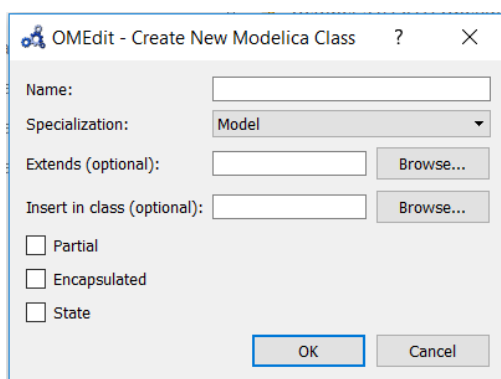 OMEdit - Create New Modelica Class ?
Name:
Specialization: Model
Extends (optional): Browse...
Insert in class (optional): Browse...
Partial
Encapsulated
State
OK Cancel